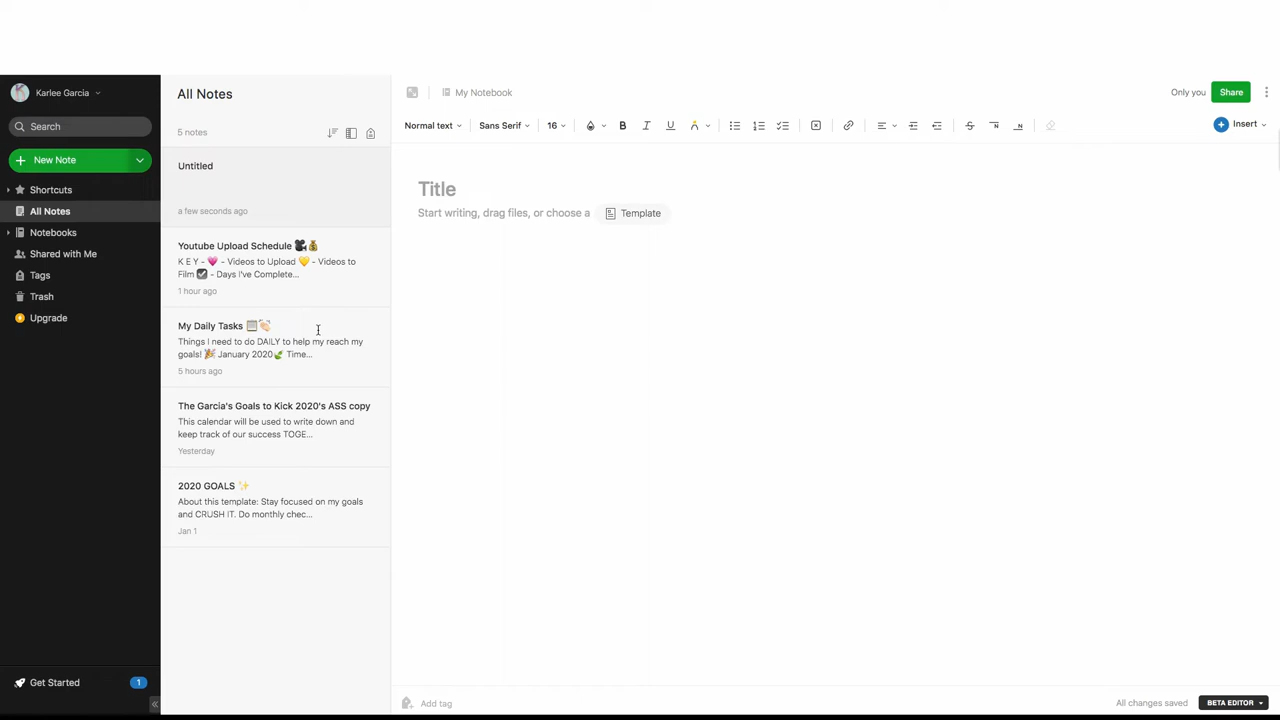 Karlee Garcia
Search
New Note
Shortcuts
All Notes
Notebooks
Shared with Me
Tags
Trash
Upgrade
Get Started
1
All Notes
5 notes
Untitled
a few seconds ago
Youtube Upload Schedule 🎥💰
K E Y - 💗 - Videos to Upload 💛 - Videos to
Film ☑️ - Days I've Complete...
1 hour ago
My Daily Tasks 🗒️👏🏻
Things I need to do DAILY to help my reach my
goals! 🎉 January 2020🌿 Time...
5 hours ago
The Garcia's Goals to Kick 2020's ASS copy
This calendar will be used to write down and
keep track of our success TOGE...
Yesterday
2020 GOALS ✨
About this template: Stay focused on my goals
and CRUSH IT. Do monthly chec...
Jan 1
My Notebook
Only you
Share
Normal text
Sans Serif
16
B
I
U
Insert
Title
Start writing, drag files, or choose a Template
Add tag
All changes saved
BETA EDITOR